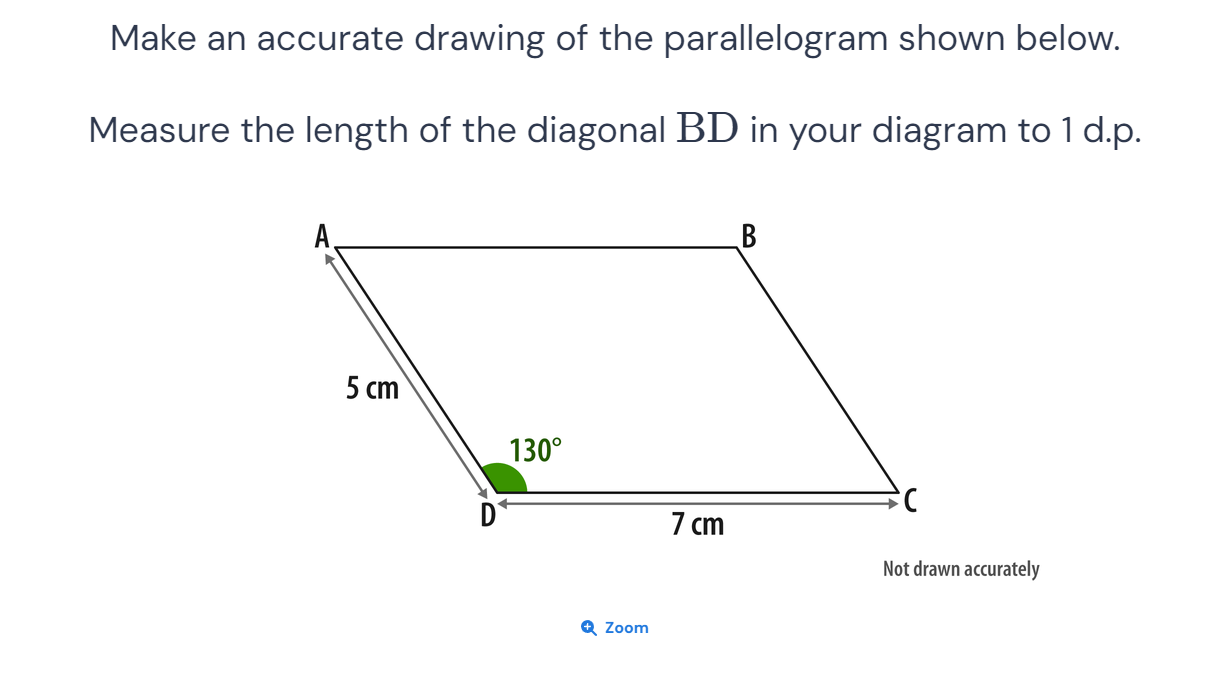 Make an accurate drawing of the parallelogram shown below.
Measure the length of the diagonal BD in your diagram to 1 d.p.
A
B
5 cm
130°
D
C
7 cm
Not drawn accurately
Zoom